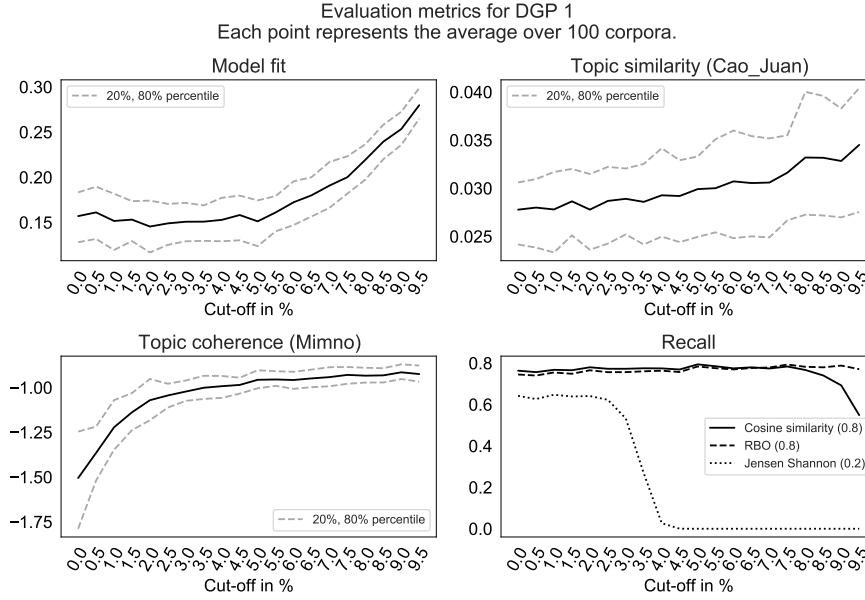 Evaluation metrics for DGP 1
Each point represents the average over 100 corpora.
Model fit
20%, 80% percentile
0.30
0.25
0.20
0.15
0.0 0.5 1.0 1.5 2.0 2.5 3.0 3.5 4.0 4.5 5.0 5.5 6.0 6.5 7.0 7.5 8.0 8.5 9.0 9.5
Cut-off in %
Topic similarity (Cao_Juan)
20%, 80% percentile
0.040
0.035
0.030
0.025
0.0 0.5 1.0 1.5 2.0 2.5 3.0 3.5 4.0 4.5 5.0 5.5 6.0 6.5 7.0 7.5 8.0 8.5 9.0 9.5
Cut-off in %
Topic coherence (Mimno)
−1.00
−1.25
−1.50
−1.75
20%, 80% percentile
0.0 0.5 1.0 1.5 2.0 2.5 3.0 3.5 4.0 4.5 5.0 5.5 6.0 6.5 7.0 7.5 8.0 8.5 9.0 9.5
Cut-off in %
Recall
0.8
0.6
0.4
0.2
0.0
Cosine similarity (0.8)
RBO (0.8)
Jensen Shannon (0.2)
0.0 0.5 1.0 1.5 2.0 2.5 3.0 3.5 4.0 4.5 5.0 5.5 6.0 6.5 7.0 7.5 8.0 8.5 9.0 9.5
Cut-off in %